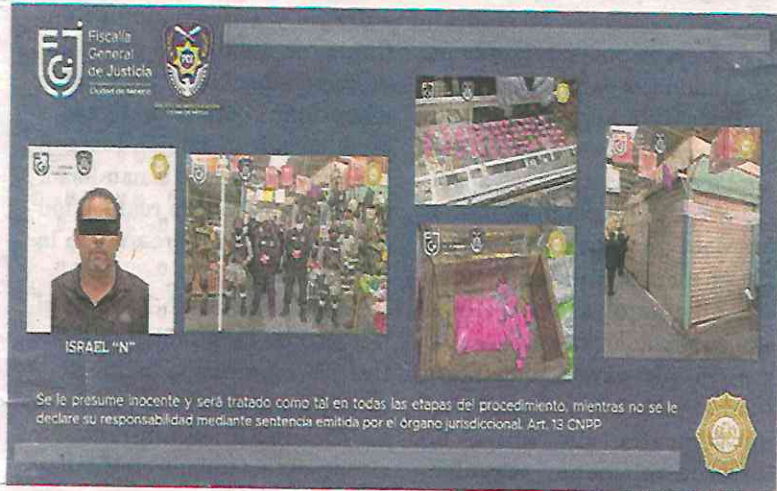 Fiscalía
General
de Justicia
Ciudad de México
PDI
ISRAEL "N"
Se le presume inocente y será tratado como tal en todas las etapas del procedimiento, mientras no se le
declare su responsabilidad mediante sentencia emitida por el órgano jurisdiccional. Art. 13 CNPP